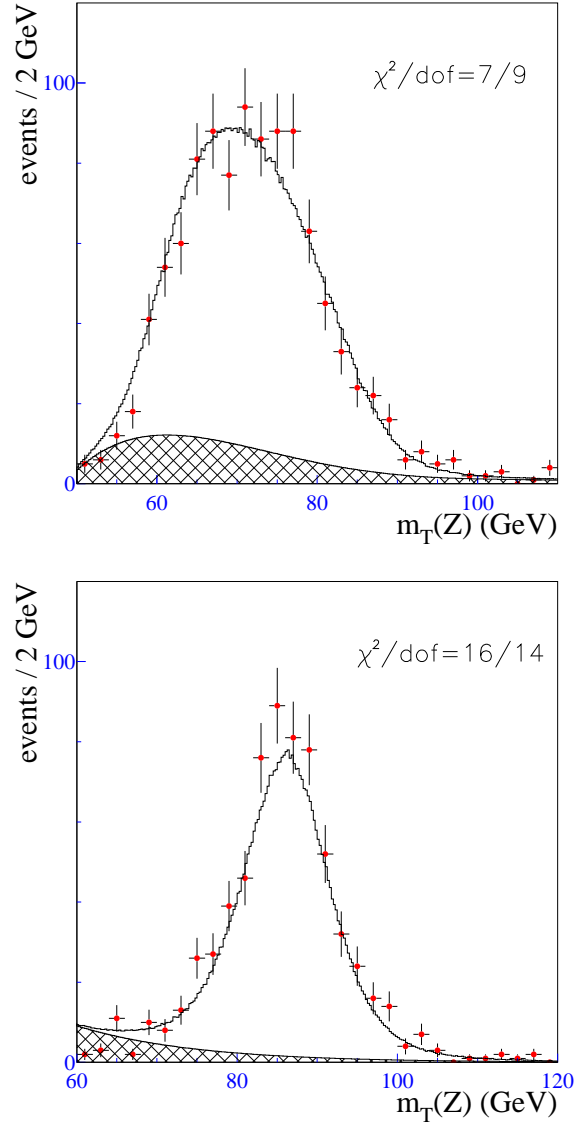 events / 2 GeV
100
0
χ²/dof=7/9
60
80
100
m_T(Z) (GeV)
events / 2 GeV
100
0
χ²/dof=16/14
60
80
100
120
m_T(Z) (GeV)